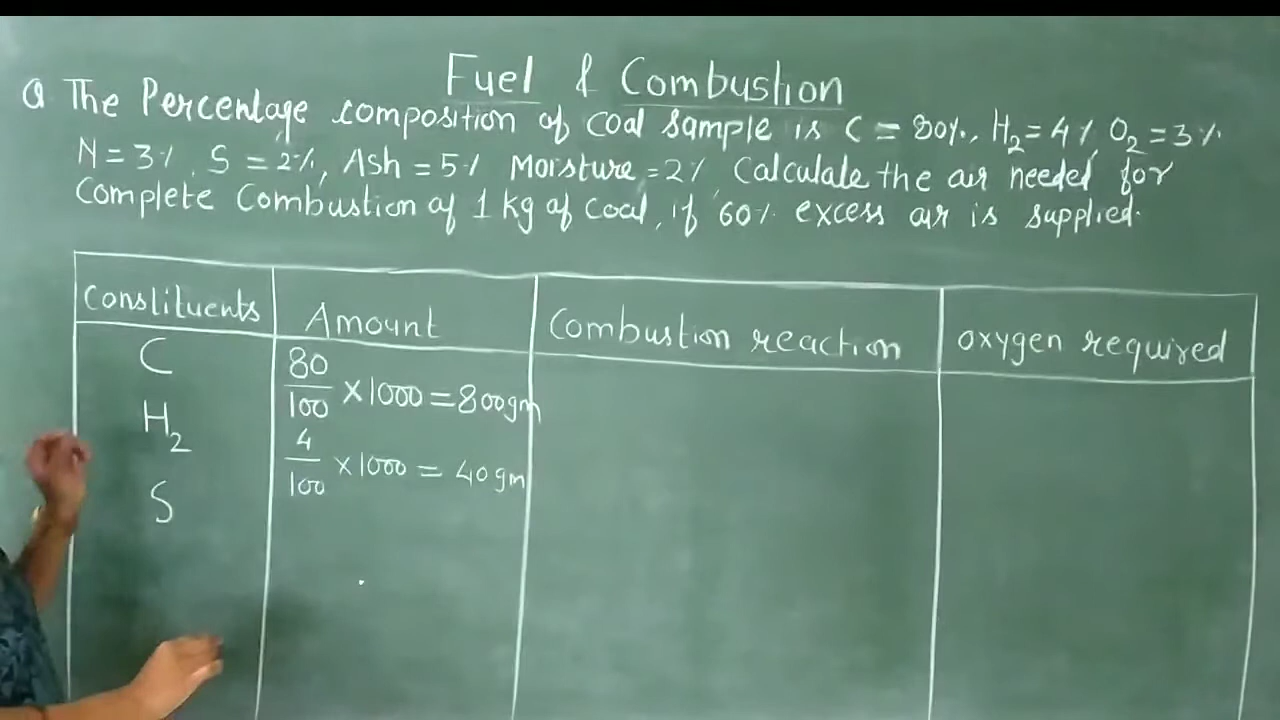 Fuel & Combustion
Q The Percentage composition of coal sample is C = 80%, H₂ = 4%, O₂ = 3%
N = 3%, S = 2%, Ash = 5% Moisture = 2% Calculate the air needed for
Complete Combustion of 1 kg of coal, if 60% excess air is supplied.
Constituents Amount Combustion reaction oxygen required
C 80/100 × 1000 = 800gm
H₂ 4/100 × 1000 = 40gm
S